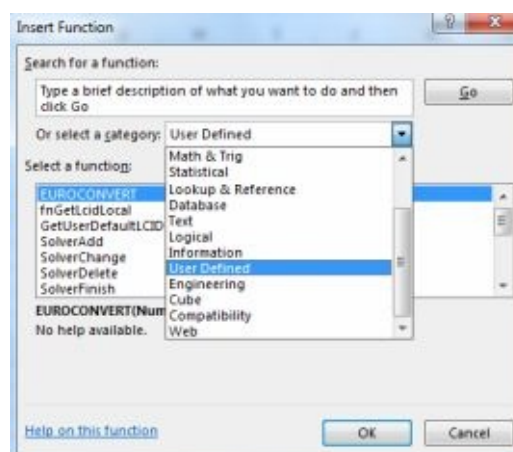 Insert Function
Search for a function:
Type a brief description of what you want to do and then
click Go
Go
Or select a category: User Defined
Math & Trig
Statistical
Lookup & Reference
Database
Text
Logical
Information
User Defined
Engineering
Cube
Compatibility
Web
Select a function:
EUROCONVERT
fnGetLcidLocal
GetUserDefaultLCID
SolverAdd
SolverChange
SolverDelete
SolverFinish
EUROCONVERT(Num
No help available.
Help on this function
OK
Cancel